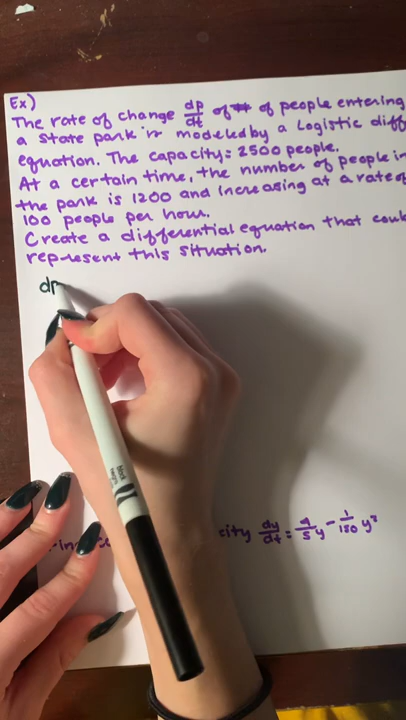 Ex)
The rate of change dp/dt of # of people entering
a state park is modeled by a Logistic diff
equation. The capacity= 2500 people.
At a certain time, the number of people in
the park is 1200 and increasing at a rate of
100 people per hour.
Create a differential equation that could
represent this situation.
dp
city dy/dt = 4/5 y - 1/150 y²